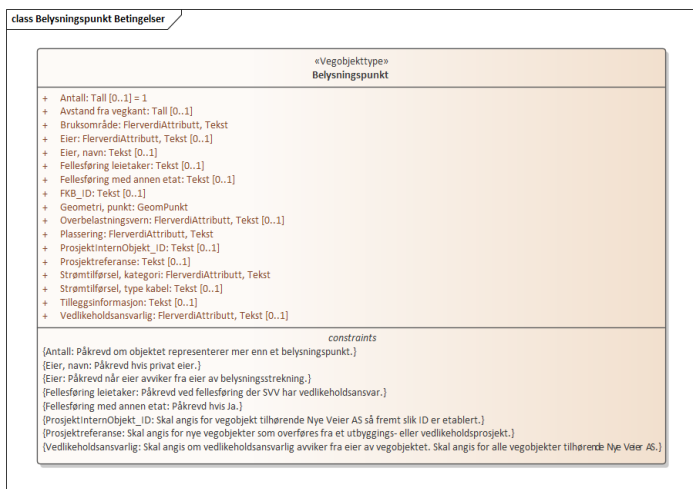 class Belysningspunkt Betingelser
«Vegobjekttype»
Belysningspunkt
+ Antall: Tall [0..1] = 1
+ Avstand fra vegkant: Tall [0..1]
+ Bruksområde: FlerverdiAttributt, Tekst
+ Eier: FlerverdiAttributt, Tekst [0..1]
+ Eier, navn: Tekst [0..1]
+ Fellesføring leietaker: Tekst [0..1]
+ Fellesføring med annen etat: Tekst [0..1]
+ FKB_ID: Tekst [0..1]
+ Geometri, punkt: GeomPunkt
+ Overbelastningsvern: FlerverdiAttributt, Tekst [0..1]
+ Plassering: FlerverdiAttributt, Tekst
+ ProsjektInternObjekt_ID: Tekst [0..1]
+ Prosjektreferanse: Tekst [0..1]
+ Strømtilførsel, kategori: FlerverdiAttributt, Tekst
+ Strømtilførsel, type kabel: Tekst [0..1]
+ Tilleggsinformasjon: Tekst [0..1]
+ Vedlikeholdsansvarlig: FlerverdiAttributt, Tekst [0..1]
constraints
{Antall: Påkrevd om objektet representerer mer enn et belysningspunkt.}
{Eier, navn: Påkrevd hvis privat eier.}
{Eier: Påkrevd når eier avviker fra eier av belysningsstrekning.}
{Fellesføring leietaker: Påkrevd ved fellesføring der SVV har vedlikeholdsansvar.}
{Fellesføring med annen etat: Påkrevd hvis Ja.}
{ProsjektInternObjekt_ID: Skal angis for vegobjekt tilhørende Nye Veier AS så fremt slik ID er etablert.}
{Prosjektreferanse: Skal angis for nye vegobjekter som overføres fra et utbyggings- eller vedlikeholdsprosjekt.}
{Vedlikeholdsansvarlig: Skal angis om vedlikeholdsansvarlig avviker fra eier av vegobjektet. Skal angis for alle vegobjekter tilhørende Nye Veier AS.}